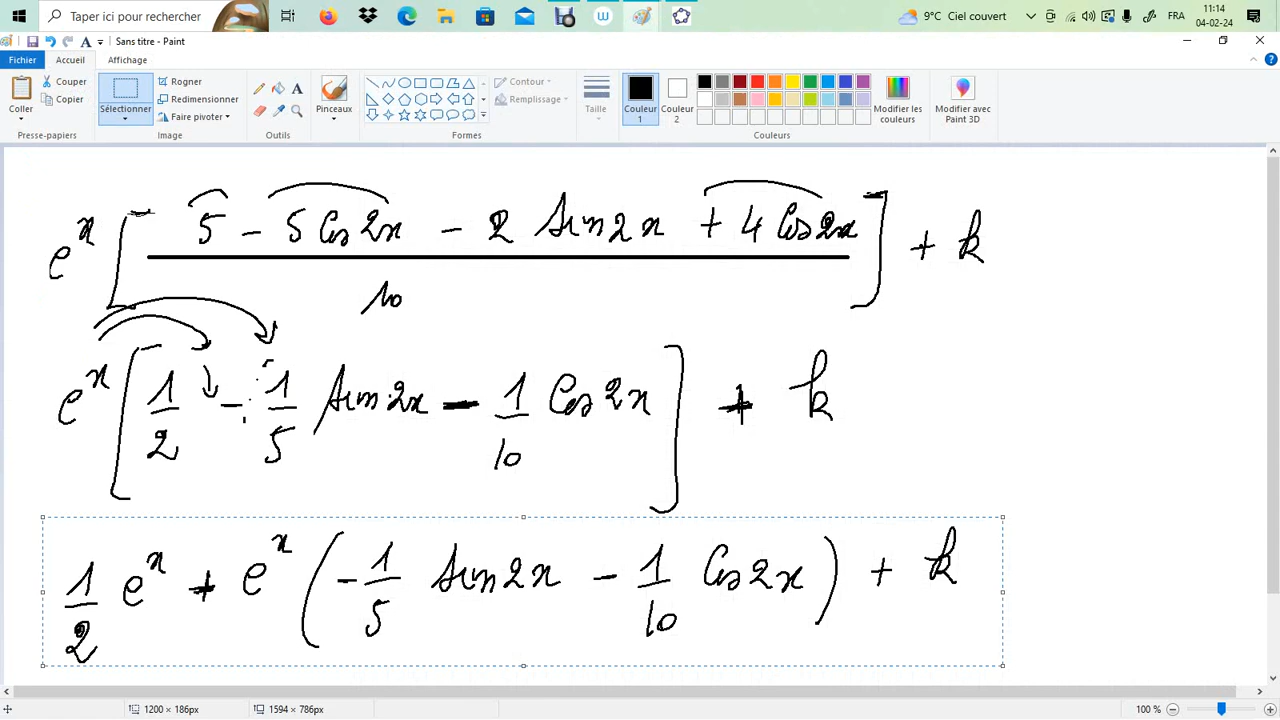 Taper ici pour rechercher
9°C Ciel couvert
FRA
11:14
04-02-24
Sans titre - Paint
Fichier Accueil Affichage
Coller
Couper
Copier
Presse-papiers
Sélectionner
Rogner
Redimensionner
Faire pivoter
Image
A
Outils
Pinceaux
Contour
Remplissage
Formes
Taille
Couleur 1
Couleur 2
Modifier les couleurs
Couleurs
Modifier avec Paint 3D
e^x [ (5 - 5 Cos 2x - 2 Sin 2x + 4 Cos 2x) / 10 ] + k
e^x [ 1/2 - 1/5 Sin 2x - 1/10 Cos 2x ] + k
1/2 e^x + e^x ( -1/5 Sin 2x - 1/10 Cos 2x ) + k
1200 × 186px
1594 × 786px
100 %